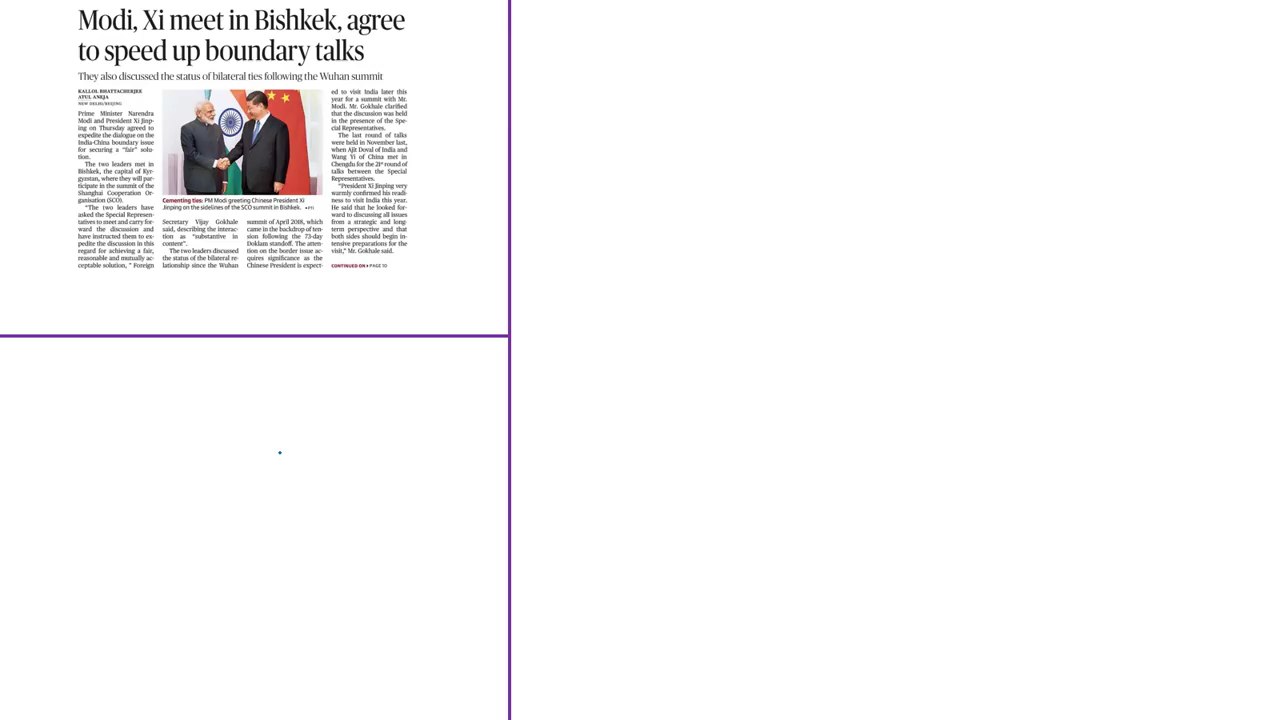 Modi, Xi meet in Bishkek, agree
to speed up boundary talks
They also discussed the status of bilateral ties following the Wuhan summit
KALLOL BHATTACHERJEE
ATUL ANEJA
NEW DELHI/BEIJING
Prime Minister Narendra
Modi and President Xi Jinp-
ing on Thursday agreed to
expedite the dialogue on the
India-China boundary issue
for securing a “fair” solu-
tion.
The two leaders met in
Bishkek, the capital of Kyr-
gyzstan, where they will par-
ticipate in the summit of the
Shanghai Cooperation Or-
ganisation (SCO).
“The two leaders have
asked the Special Represen-
tatives to meet and carry for-
ward the discussion and
have instructed them to ex-
pedite the discussion in this
regard for achieving a fair,
reasonable and mutually ac-
ceptable solution, “ Foreign
Cementing ties: PM Modi greeting Chinese President Xi
Jinping on the sidelines of the SCO summit in Bishkek. •PTI
Secretary Vijay Gokhale
said, describing the interac-
tion as “substantive in
content”.
The two leaders discussed
the status of the bilateral re-
lationship since the Wuhan
summit of April 2018, which
came in the backdrop of ten-
sion following the 73-day
Doklam standoff. The atten-
tion on the border issue ac-
quires significance as the
Chinese President is expect-
ed to visit India later this
year for a summit with Mr.
Modi. Mr. Gokhale clarified
that the discussion was held
in the presence of the Spe-
cial Representatives.
The last round of talks
were held in November last,
when Ajit Doval of India and
Wang Yi of China met in
Chengdu for the 21st round of
talks between the Special
Representatives.
“President Xi Jinping very
warmly confirmed his readi-
ness to visit India this year.
He said that he looked for-
ward to discussing all issues
from a strategic and long-
term perspective and that
both sides should begin in-
tensive preparations for the
visit,” Mr. Gokhale said.
CONTINUED ON ▸ PAGE 10